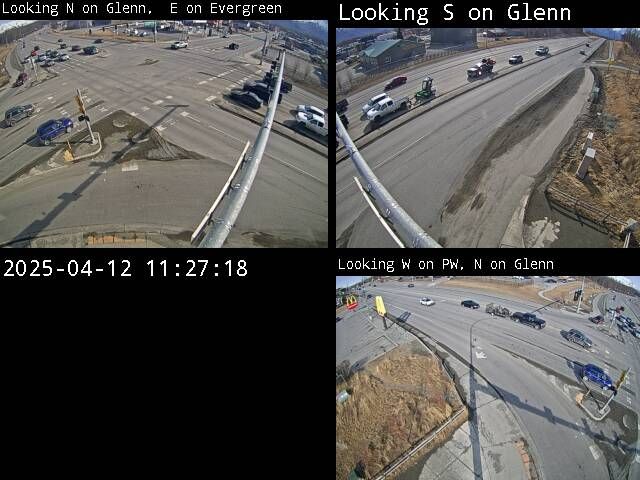 Looking N on Glenn, E on Evergreen
Looking S on Glenn
2025-04-12 11:27:18
Looking W on PW, N on Glenn